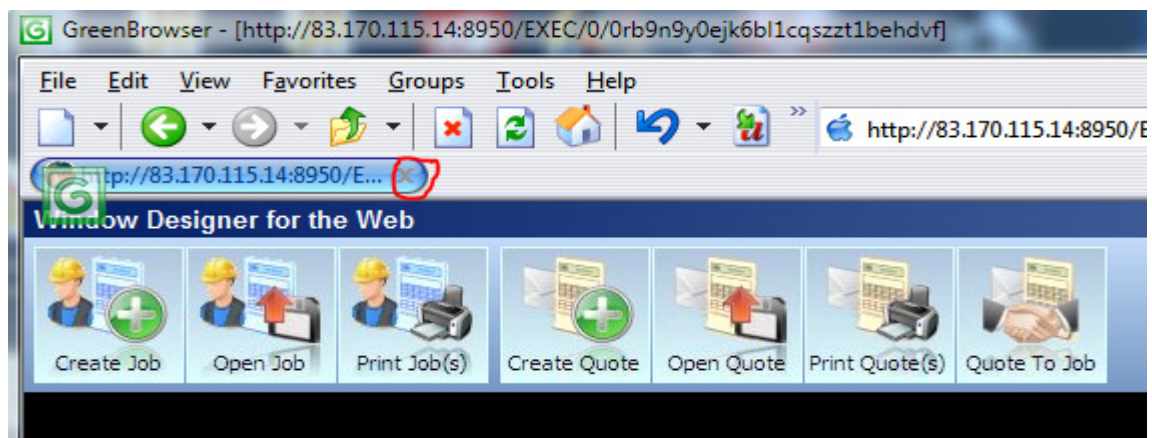 GreenBrowser - [http://83.170.115.14:8950/EXEC/0/0rb9n9y0ejk6bl1cqszzt1behdvf]
File Edit View Favorites Groups Tools Help
http://83.170.115.14:8950/E
http://83.170.115.14:8950/E...
Window Designer for the Web
Create Job Open Job Print Job(s) Create Quote Open Quote Print Quote(s) Quote To Job